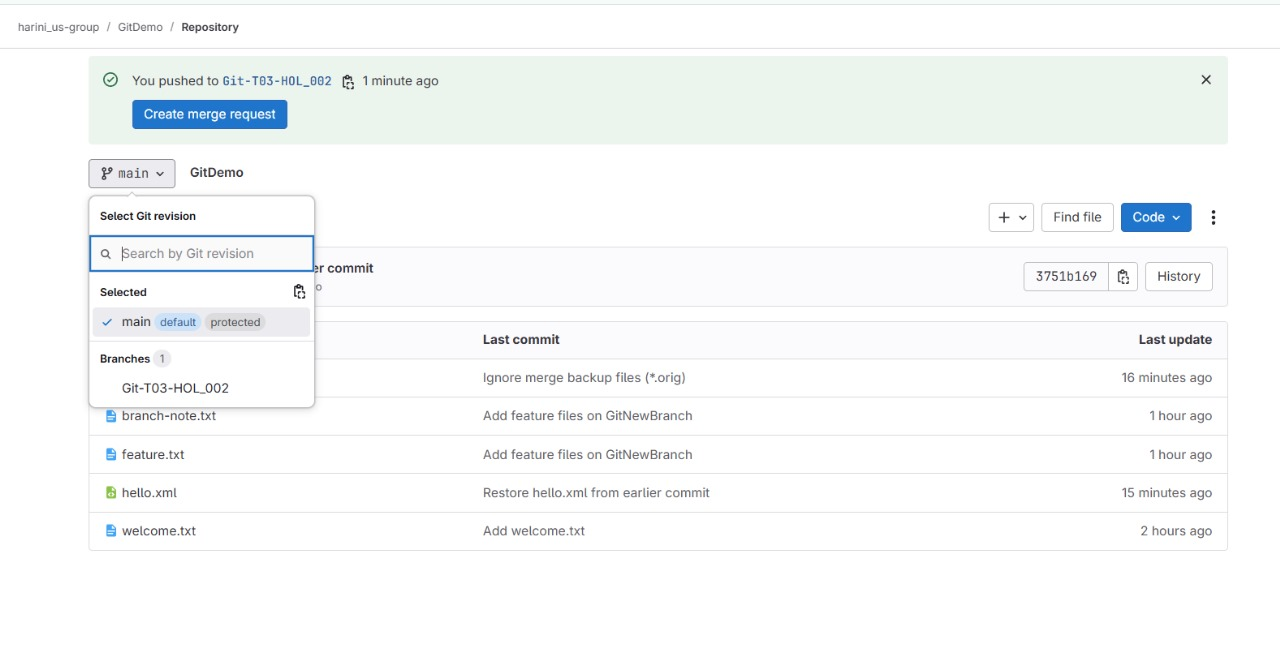 harini_us-group / GitDemo / Repository
You pushed to Git-T03-HOL_002 1 minute ago
Create merge request
main GitDemo
Select Git revision
Search by Git revision
Selected
main default protected
Branches 1
Git-T03-HOL_002
Find file Code
commit
3751b169 History
Last commit Last update
Ignore merge backup files (*.orig) 16 minutes ago
branch-note.txt Add feature files on GitNewBranch 1 hour ago
feature.txt Add feature files on GitNewBranch 1 hour ago
hello.xml Restore hello.xml from earlier commit 15 minutes ago
welcome.txt Add welcome.txt 2 hours ago